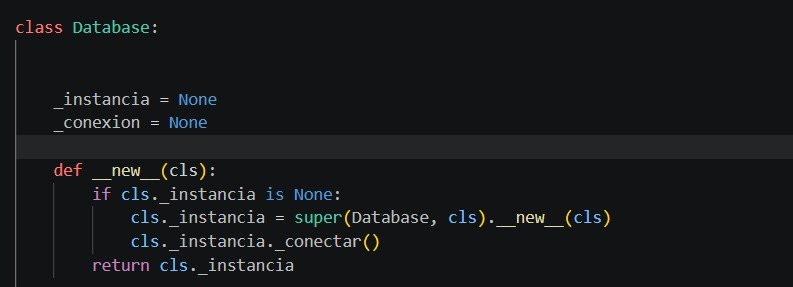 class Database:
    _instancia = None
    _conexion = None
    def __new__(cls):
        if cls._instancia is None:
            cls._instancia = super(Database, cls).__new__(cls)
            cls._instancia._conectar()
        return cls._instancia